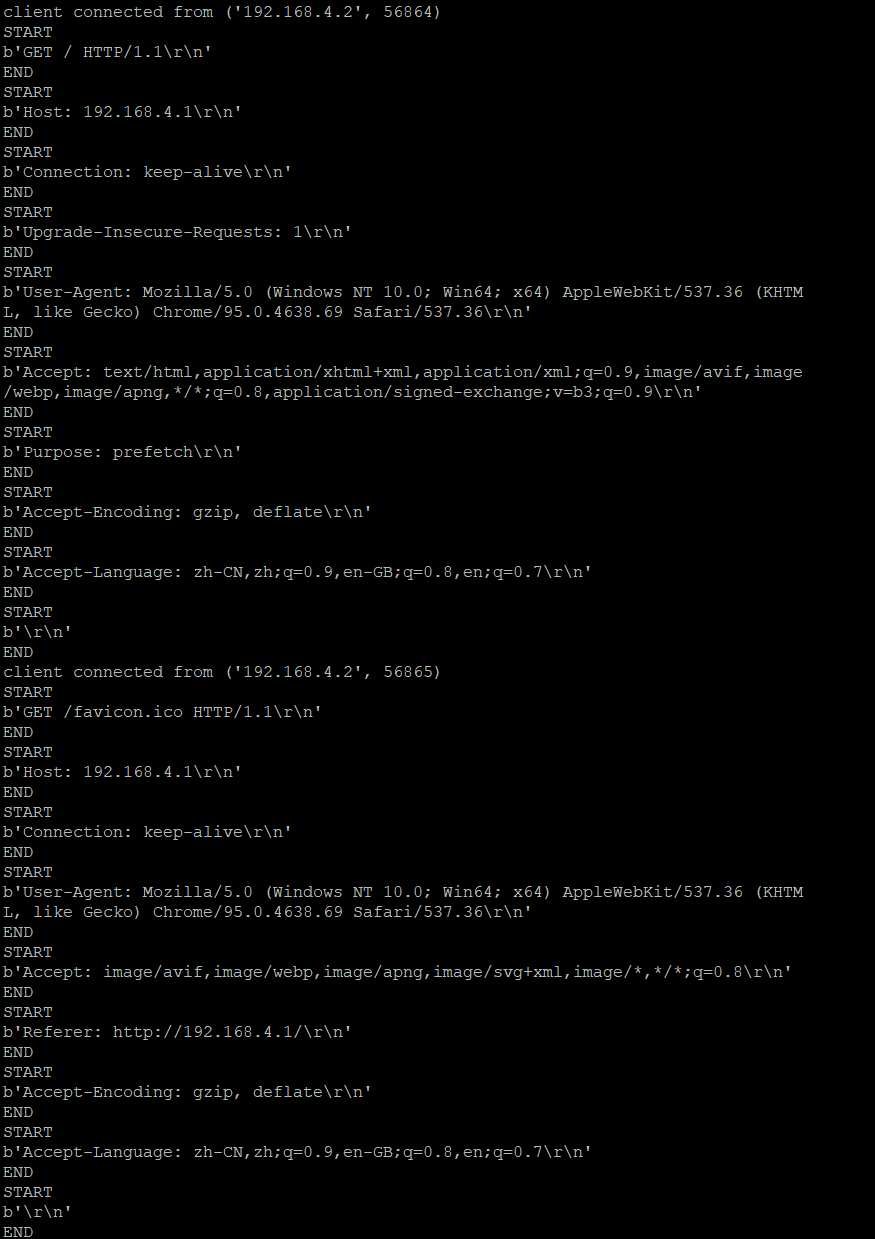 client connected from ('192.168.4.2', 56864)
START
b'GET / HTTP/1.1\r\n'
END
START
b'Host: 192.168.4.1\r\n'
END
START
b'Connection: keep-alive\r\n'
END
START
b'Upgrade-Insecure-Requests: 1\r\n'
END
START
b'User-Agent: Mozilla/5.0 (Windows NT 10.0; Win64; x64) AppleWebKit/537.36 (KHTM
L, like Gecko) Chrome/95.0.4638.69 Safari/537.36\r\n'
END
START
b'Accept: text/html,application/xhtml+xml,application/xml;q=0.9,image/avif,image
/webp,image/apng,*/*;q=0.8,application/signed-exchange;v=b3;q=0.9\r\n'
END
START
b'Purpose: prefetch\r\n'
END
START
b'Accept-Encoding: gzip, deflate\r\n'
END
START
b'Accept-Language: zh-CN,zh;q=0.9,en-GB;q=0.8,en;q=0.7\r\n'
END
START
b'\r\n'
END
client connected from ('192.168.4.2', 56865)
START
b'GET /favicon.ico HTTP/1.1\r\n'
END
START
b'Host: 192.168.4.1\r\n'
END
START
b'Connection: keep-alive\r\n'
END
START
b'User-Agent: Mozilla/5.0 (Windows NT 10.0; Win64; x64) AppleWebKit/537.36 (KHTM
L, like Gecko) Chrome/95.0.4638.69 Safari/537.36\r\n'
END
START
b'Accept: image/avif,image/webp,image/apng,image/svg+xml,image/*,*/*;q=0.8\r\n'
END
START
b'Referer: http://192.168.4.1/\r\n'
END
START
b'Accept-Encoding: gzip, deflate\r\n'
END
START
b'Accept-Language: zh-CN,zh;q=0.9,en-GB;q=0.8,en;q=0.7\r\n'
END
START
b'\r\n'
END